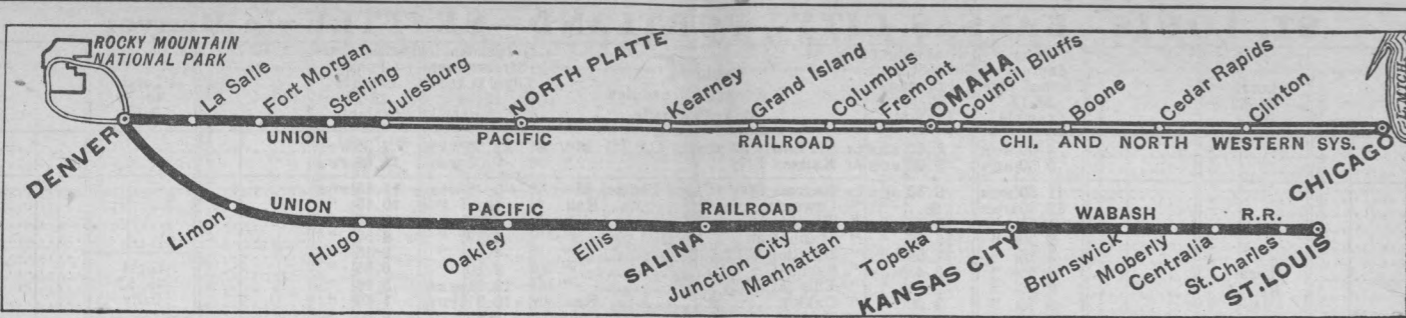 ROCKY MOUNTAIN
NATIONAL PARK
DENVER
La Salle
Fort Morgan
Sterling
Julesburg
NORTH PLATTE
Kearney
Grand Island
Columbus
Fremont
OMAHA
Council Bluffs
Boone
Cedar Rapids
Clinton
CHICAGO
UNION PACIFIC RAILROAD CHI. AND NORTH WESTERN SYS.
UNION PACIFIC RAILROAD WABASH R.R.
Limon
Hugo
Oakley
Ellis
SALINA
Junction City
Manhattan
Topeka
KANSAS CITY
Brunswick
Moberly
Centralia
St. Charles
ST. LOUIS